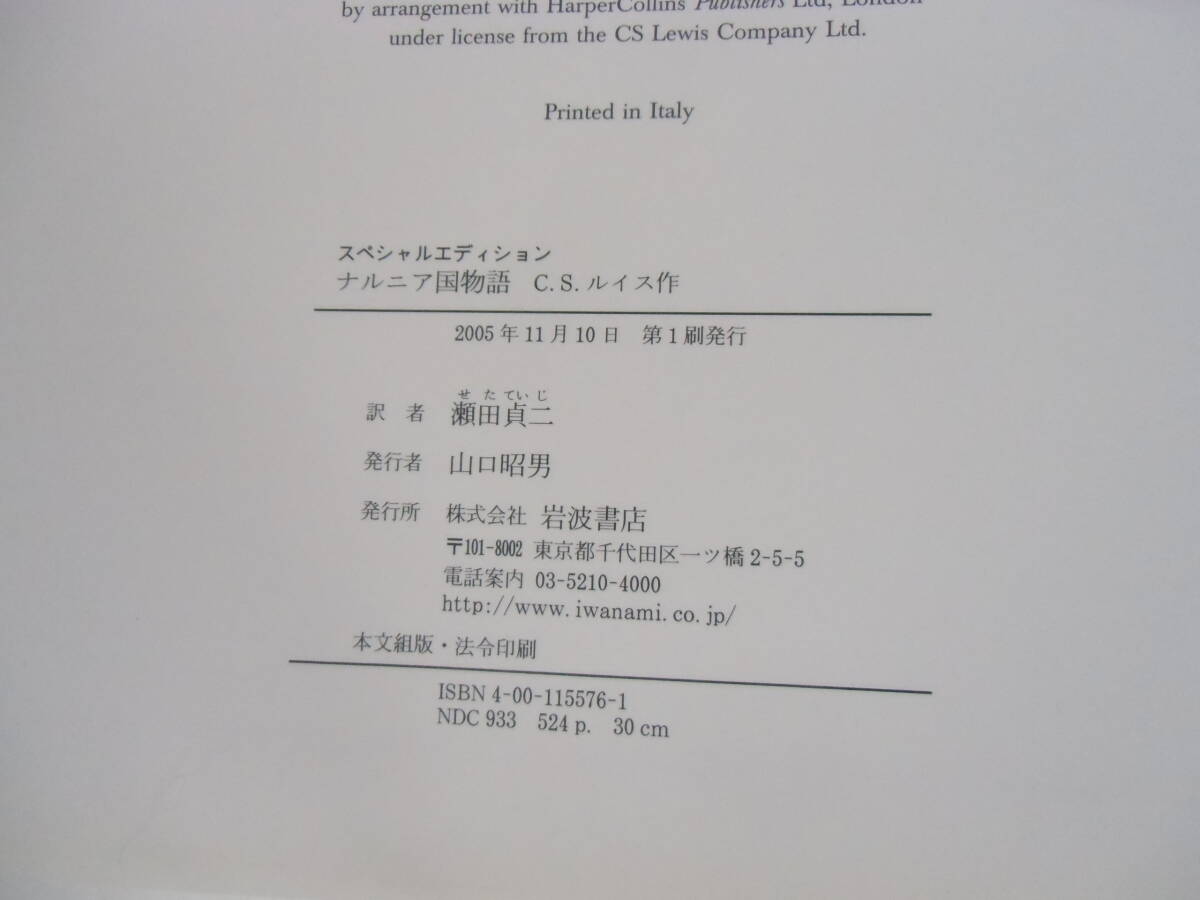 by arrangement with HarperCollins Publishers Ltd, London
under license from the CS Lewis Company Ltd.
Printed in Italy
スペシャルエディション
ナルニア国物語 C.S.ルイス作
2005年11月10日 第1刷発行
せたていじ
訳者 瀬田貞二
発行者 山口昭男
発行所 株式会社 岩波書店
〒101-8002 東京都千代田区一ツ橋2-5-5
電話案内 03-5210-4000
http://www.iwanami.co.jp/
本文組版・法令印刷
ISBN 4-00-115576-1
NDC 933 524 p. 30 cm